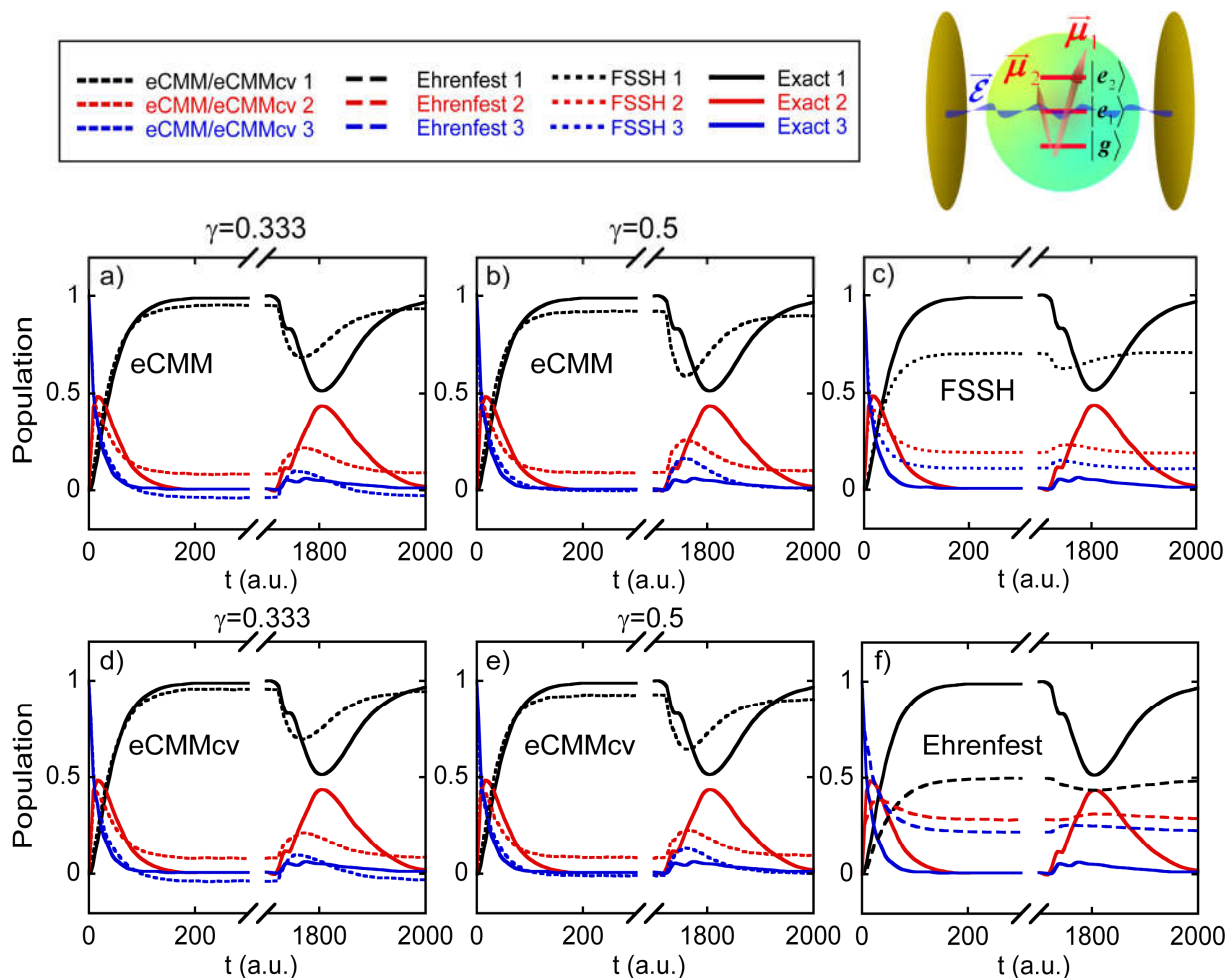 eCMM/eCMMcv 1 Ehrenfest 1 FSSH 1 Exact 1
eCMM/eCMMcv 2 Ehrenfest 2 FSSH 2 Exact 2
eCMM/eCMMcv 3 Ehrenfest 3 FSSH 3 Exact 3
μ⃗₁
μ⃗₂ |e₂⟩
ε⃗ |e₁⟩
|g⟩
γ=0.333 γ=0.5
a) b) c)
1 1 1
eCMM eCMM FSSH
0.5 0.5 0.5
Population
0 0 0
0 200 1800 2000 0 200 1800 2000 0 200 1800 2000
t (a.u.) t (a.u.) t (a.u.)
γ=0.333 γ=0.5
d) e) f)
1 1 1
eCMMcv eCMMcv Ehrenfest
0.5 0.5 0.5
Population
0 0 0
0 200 1800 2000 0 200 1800 2000 0 200 1800 2000
t (a.u.) t (a.u.) t (a.u.)